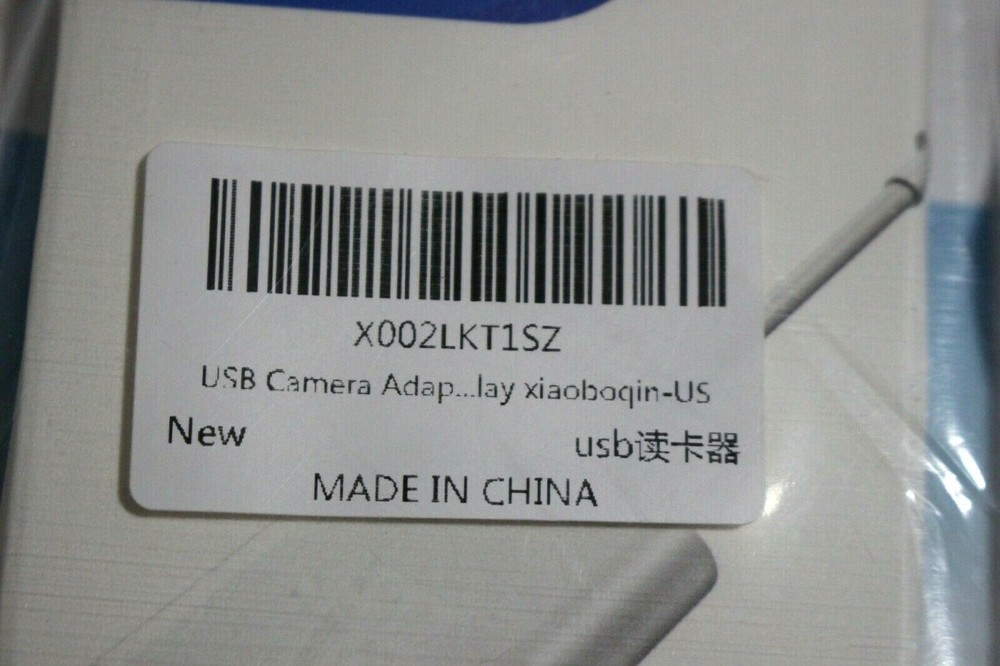 X002LKT1SZ
USB Camera Adap...lay xiaoboqin-US
New usb读卡器
MADE IN CHINA